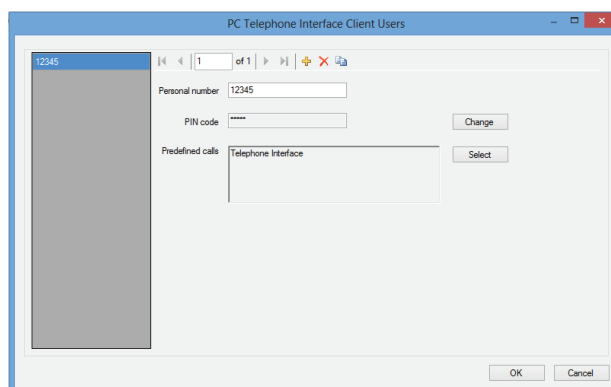 PC Telephone Interface Client Users
12345
1 of 1
Personal number 12345
PIN code *****
Change
Predefined calls Telephone Interface
Select
OK Cancel